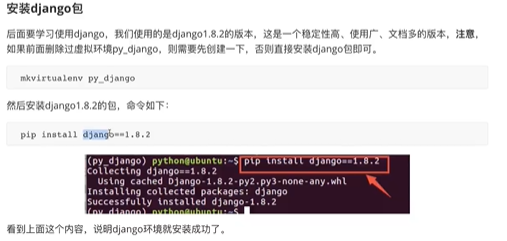 安装django包
后面要学习使用django，我们使用的是django1.8.2的版本，这是一个稳定性高、使用广、文档多的版本，注意，
如果前面删除过虚拟环境py_django，则需要先创建一下，否则直接安装django包即可。
mkvirtualenv py_django
然后安装django1.8.2的包，命令如下：
pip install django==1.8.2
(py_django) python@ubuntu:~$ pip install django==1.8.2
Collecting django==1.8.2
Using cached Django-1.8.2-py2.py3-none-any.whl
Installing collected packages: django
Successfully installed django-1.8.2
(py_django) python@ubuntu:~$
看到上面这个内容，说明django环境就安装成功了。